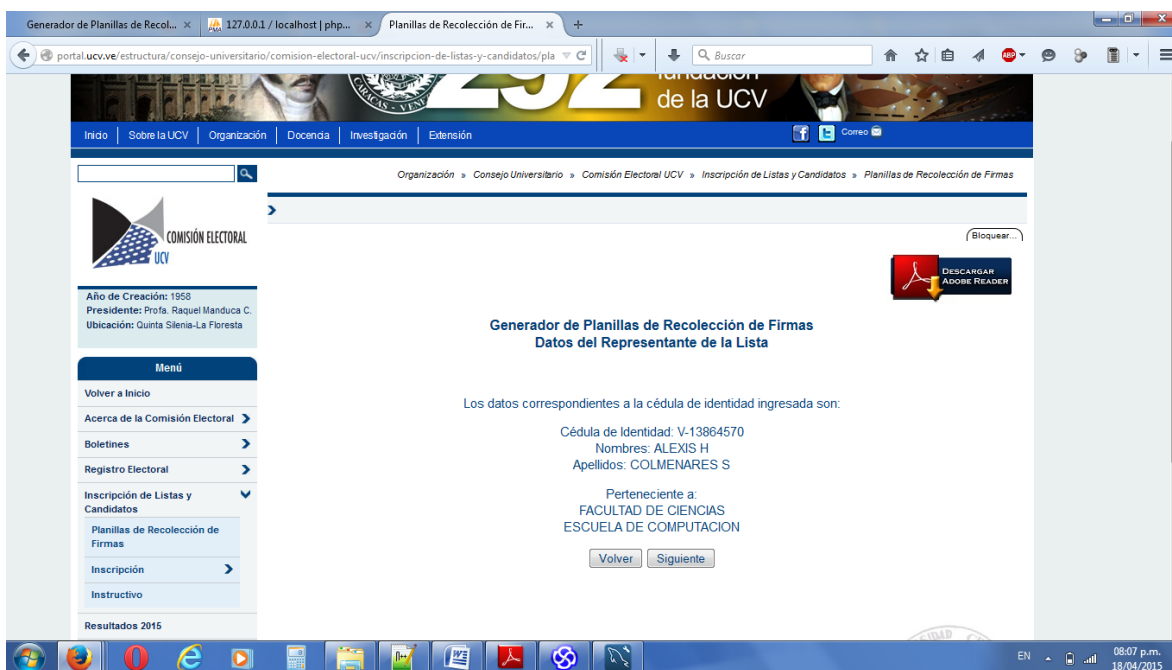 Generador de Planillas de Recol...
127.0.0.1 / localhost | php...
Planillas de Recolección de Fir...
portal.ucv.ve/estructura/consejo-universitario/comision-electoral-ucv/inscripcion-de-listas-y-candidatos/pla
Buscar
ABP
CARACAS - VENE
292
fundación
de la UCV
Inicio
Sobre la UCV
Organización
Docencia
Investigación
Extensión
Correo
Organización » Consejo Universitario » Comisión Electoral UCV » Inscripción de Listas y Candidatos » Planillas de Recolección de Firmas
COMISIÓN ELECTORAL
UCV
Bloquear...
DESCARGAR
ADOBE READER
Año de Creación: 1958
Presidente: Profa. Raquel Manduca C.
Ubicación: Quinta Silenia-La Floresta
Generador de Planillas de Recolección de Firmas
Datos del Representante de la Lista
Menú
Volver a Inicio
Acerca de la Comisión Electoral
Boletines
Registro Electoral
Inscripción de Listas y
Candidatos
Planillas de Recolección de
Firmas
Inscripción
Instructivo
Resultados 2015
Los datos correspondientes a la cédula de identidad ingresada son:
Cédula de Identidad: V-13864570
Nombres: ALEXIS H
Apellidos: COLMENARES S
Perteneciente a:
FACULTAD DE CIENCIAS
ESCUELA DE COMPUTACION
Volver
Siguiente
EN
08:07 p.m.
18/04/2015